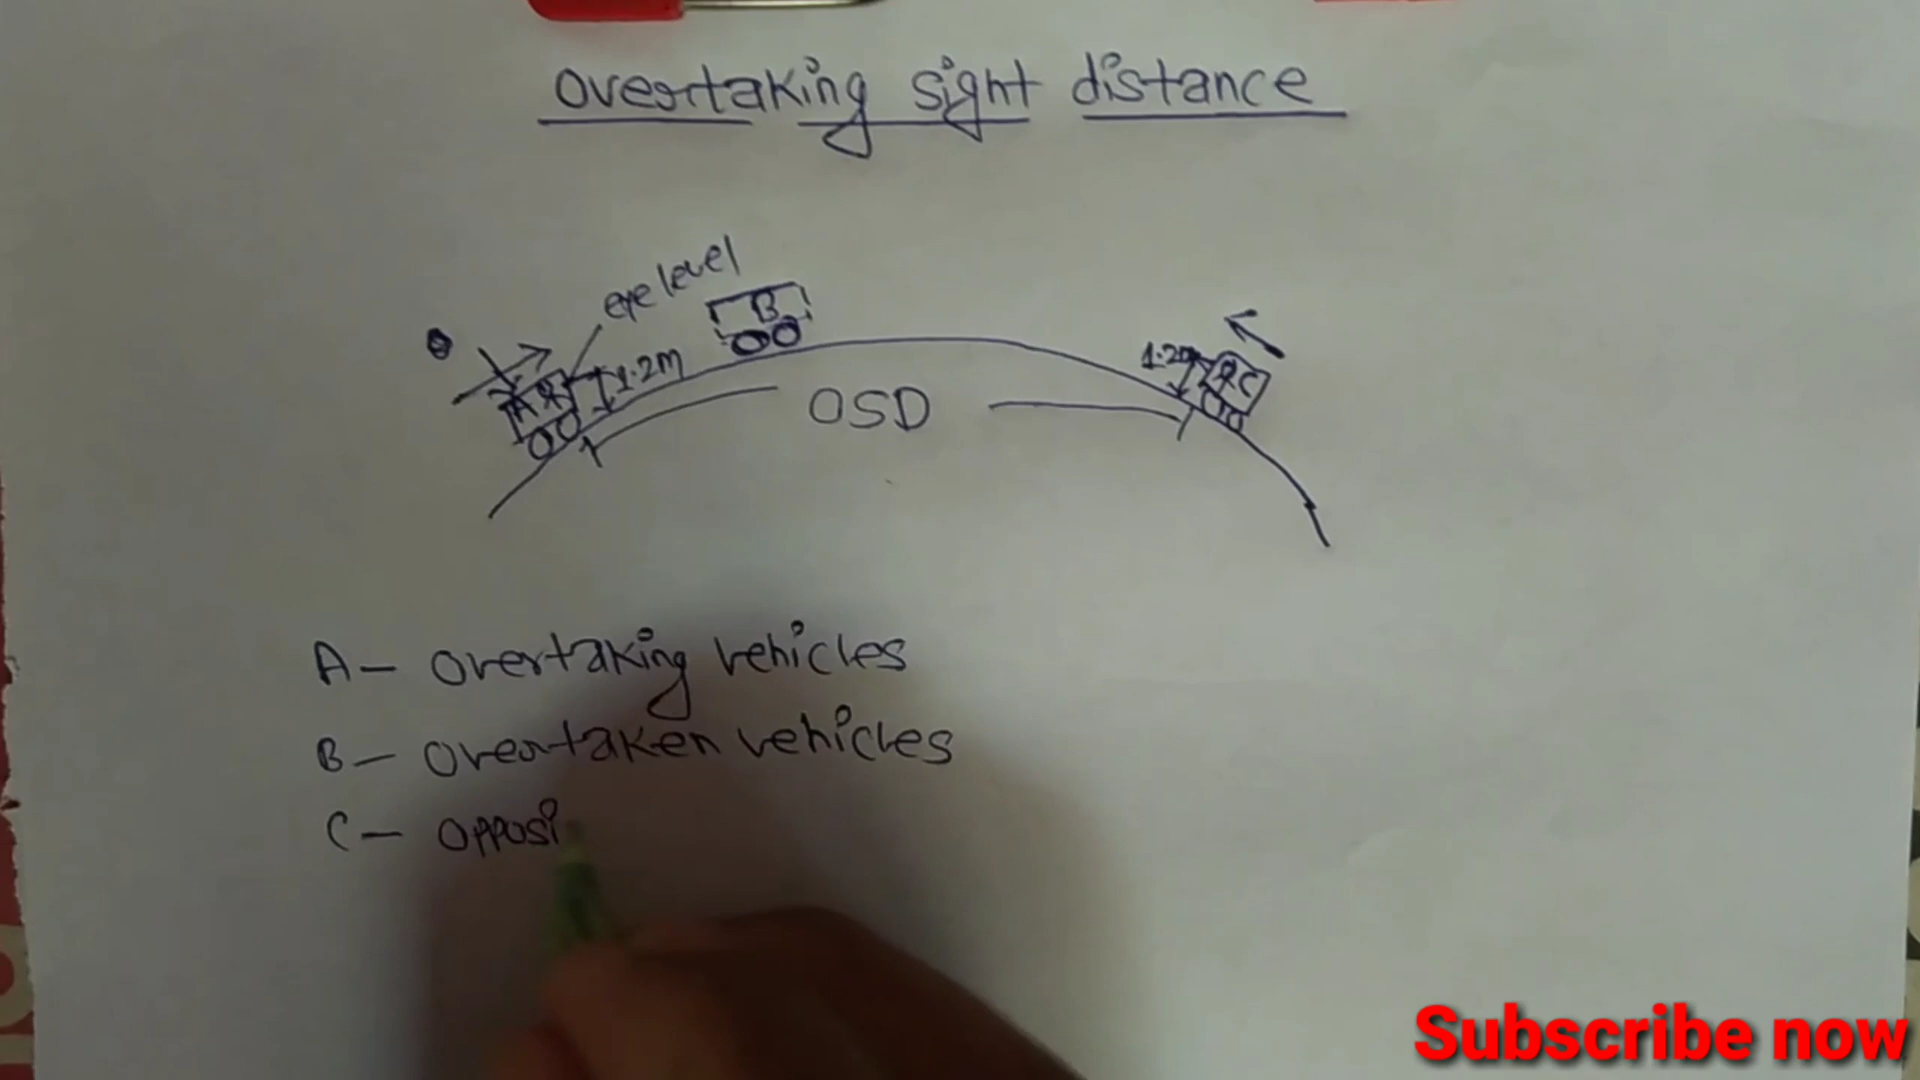 overtaking sight distance
eye level
B
1.2m
1.2m
A
C
OSD
A- overtaking vehicles
B- overtaken vehicles
C- opposi
Subscribe now